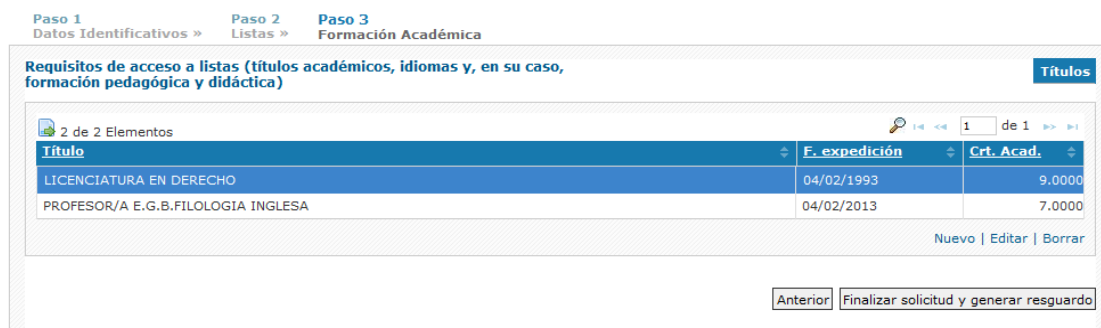 Paso 1 Paso 2 Paso 3
Datos Identificativos » Listas » Formación Académica
Requisitos de acceso a listas (títulos académicos, idiomas y, en su caso,
formación pedagógica y didáctica)
Títulos
2 de 2 Elementos 1 de 1
Título F. expedición Crt. Acad.
LICENCIATURA EN DERECHO 04/02/1993 9.0000
PROFESOR/A E.G.B.FILOLOGIA INGLESA 04/02/2013 7.0000
Nuevo | Editar | Borrar
Anterior Finalizar solicitud y generar resguardo